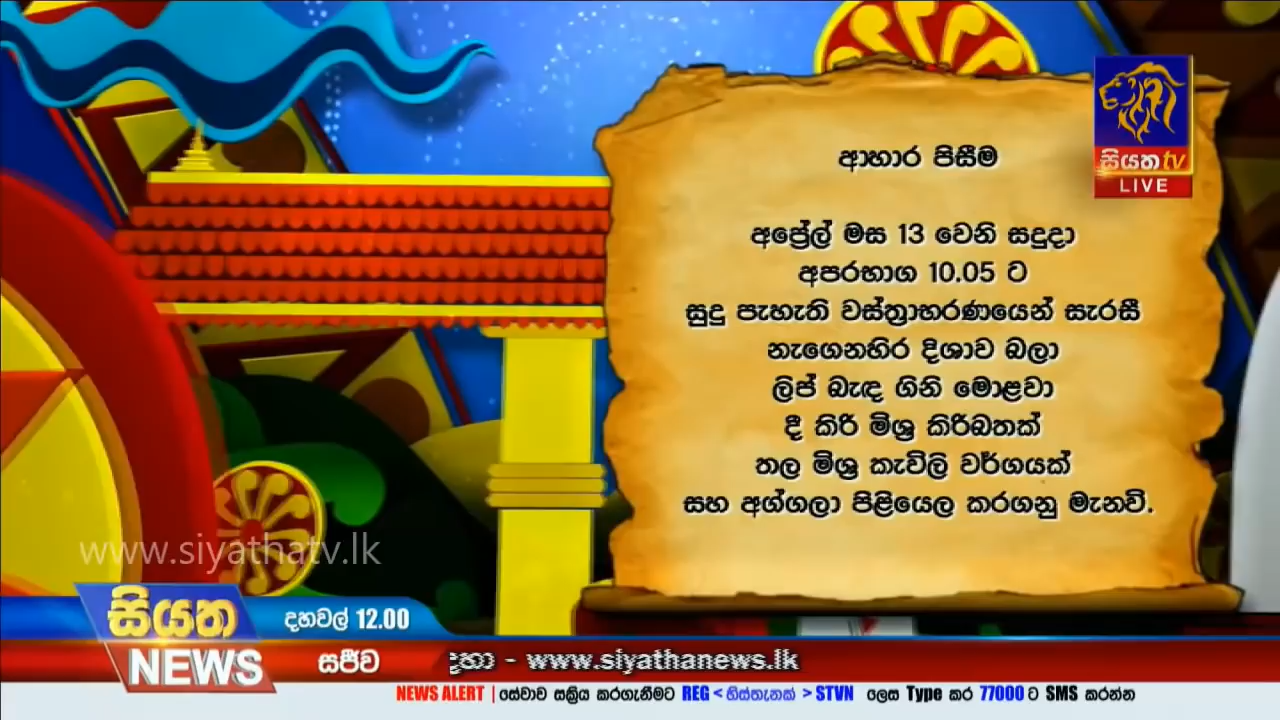 ආහාර පිසීම
අප්‍රේල් මස 13 වෙනි සඳුදා
අපරභාග 10.05 ට
සුදු පැහැති වස්ත්‍රාභරණයෙන් සැරසී
නැගෙනහිර දිශාව බලා
ලිප් බැඳ ගිනි මොළවා
දී කිරි මිශ්‍ර කිරිබතක්
තල මිශ්‍ර කැවිලි වර්ගයක්
සහ අග්ගලා පිළියෙල කරගනු මැනවි.
සියත tv
LIVE
www.siyathatv.lk
සියත
NEWS
දහවල් 12.00
සජීව
- www.siyathanews.lk
NEWS ALERT | සේවාව සක්‍රිය කරගැනීමට REG < හිස්තැනක් > STVN ලෙස Type කර 77000 ට SMS කරන්න